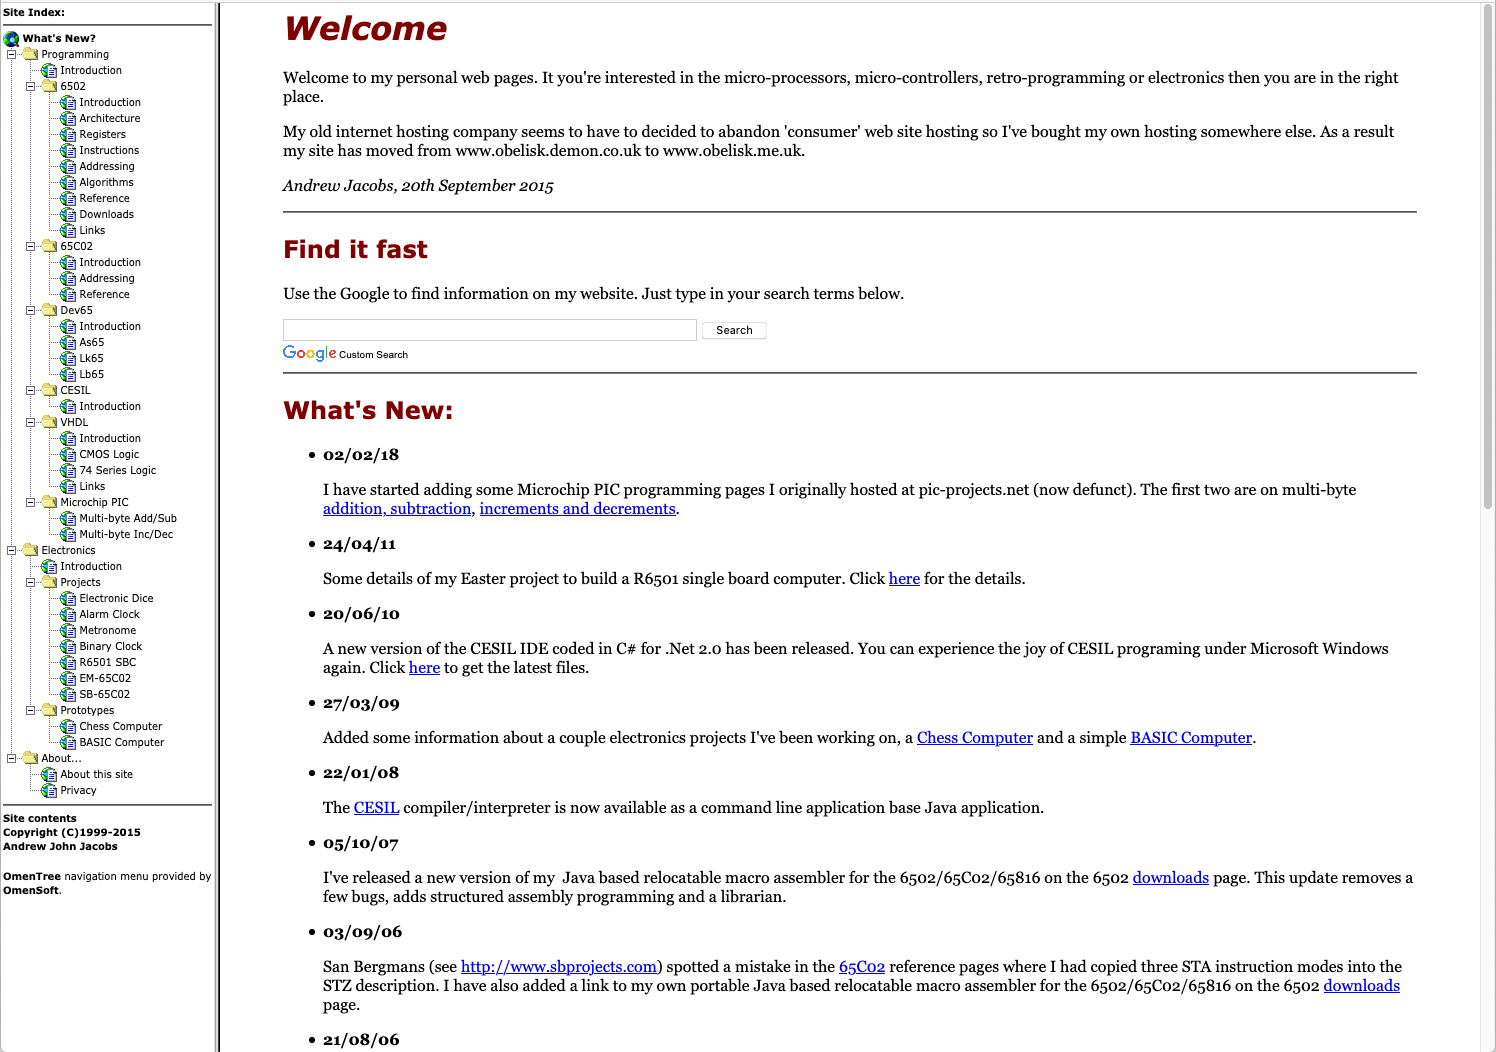 Site Index:
What's New?
Programming
Introduction
6502
Introduction
Architecture
Registers
Instructions
Addressing
Algorithms
Reference
Downloads
Links
65C02
Introduction
Addressing
Reference
Dev65
Introduction
As65
Lk65
Lb65
CESIL
Introduction
VHDL
Introduction
CMOS Logic
74 Series Logic
Links
Microchip PIC
Multi-byte Add/Sub
Multi-byte Inc/Dec
Electronics
Introduction
Projects
Electronic Dice
Alarm Clock
Metronome
Binary Clock
R6501 SBC
EM-65C02
SB-65C02
Prototypes
Chess Computer
BASIC Computer
About...
About this site
Privacy
Site contents
Copyright (C)1999-2015
Andrew John Jacobs
OmenTree navigation menu provided by
OmenSoft.
Welcome
Welcome to my personal web pages. It you're interested in the micro-processors, micro-controllers, retro-programming or electronics then you are in the right
place.
My old internet hosting company seems to have to decided to abandon 'consumer' web site hosting so I've bought my own hosting somewhere else. As a result
my site has moved from www.obelisk.demon.co.uk to www.obelisk.me.uk.
Andrew Jacobs, 20th September 2015
Find it fast
Use the Google to find information on my website. Just type in your search terms below.
Search
Google Custom Search
What's New:
• 02/02/18
I have started adding some Microchip PIC programming pages I originally hosted at pic-projects.net (now defunct). The first two are on multi-byte
addition, subtraction, increments and decrements.
• 24/04/11
Some details of my Easter project to build a R6501 single board computer. Click here for the details.
• 20/06/10
A new version of the CESIL IDE coded in C# for .Net 2.0 has been released. You can experience the joy of CESIL programing under Microsoft Windows
again. Click here to get the latest files.
• 27/03/09
Added some information about a couple electronics projects I've been working on, a Chess Computer and a simple BASIC Computer.
• 22/01/08
The CESIL compiler/interpreter is now available as a command line application base Java application.
• 05/10/07
I've released a new version of my  Java based relocatable macro assembler for the 6502/65C02/65816 on the 6502 downloads page. This update removes a
few bugs, adds structured assembly programming and a librarian.
• 03/09/06
San Bergmans (see http://www.sbprojects.com) spotted a mistake in the 65C02 reference pages where I had copied three STA instruction modes into the
STZ description. I have also added a link to my own portable Java based relocatable macro assembler for the 6502/65C02/65816 on the 6502 downloads
page.
• 21/08/06